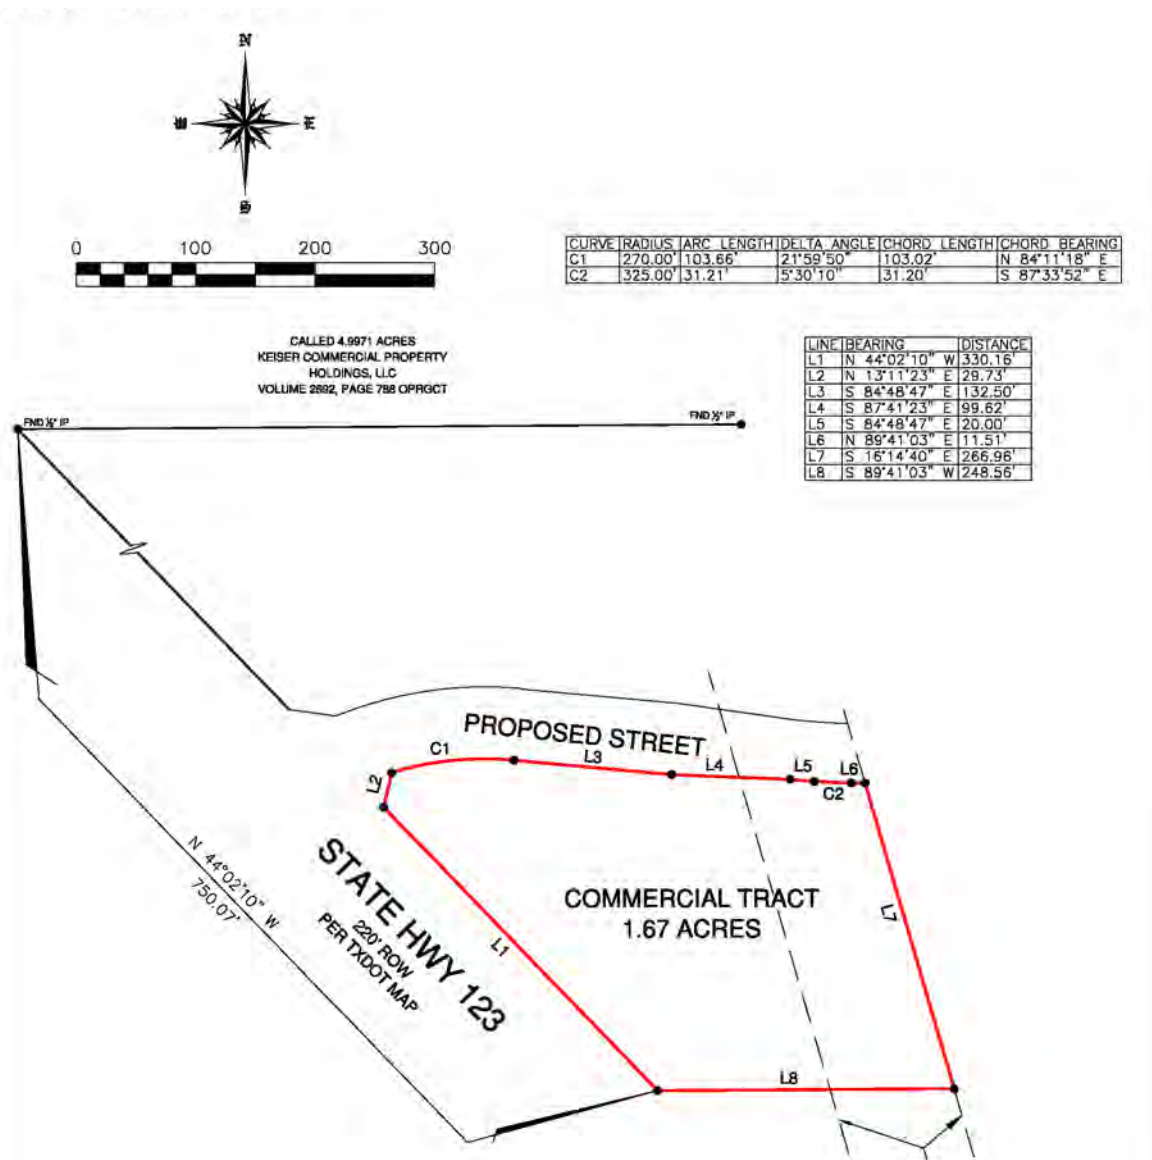 N
E
S
0 100 200 300
CURVE RADIUS ARC LENGTH DELTA ANGLE CHORD LENGTH CHORD BEARING
C1 270.00' 103.66' 21°59'50" 103.02' N 84°11'18" E
C2 325.00' 31.21' 5°30'10" 31.20' S 87°33'52" E
CALLED 4.9971 ACRES
KEISER COMMERCIAL PROPERTY
HOLDINGS, LLC
VOLUME 2692, PAGE 788 OPRGCT
LINE BEARING DISTANCE
L1 N 44°02'10" W 330.16'
L2 N 13°11'23" E 29.73'
L3 S 84°48'47" E 132.50'
L4 S 87°41'23" E 99.62'
L5 S 84°48'47" E 20.00'
L6 N 89°41'03" E 11.51'
L7 S 16°14'40" E 266.96'
L8 S 89°41'03" W 248.56'
FND ½" IP
FND ½" IP
PROPOSED STREET
C1
L3
L4
L5
L6
C2
L2
N 44°02'10" W
750.07'
STATE HWY 123
220' ROW
PER TXDOT MAP
L1
COMMERCIAL TRACT
1.67 ACRES
L7
L8